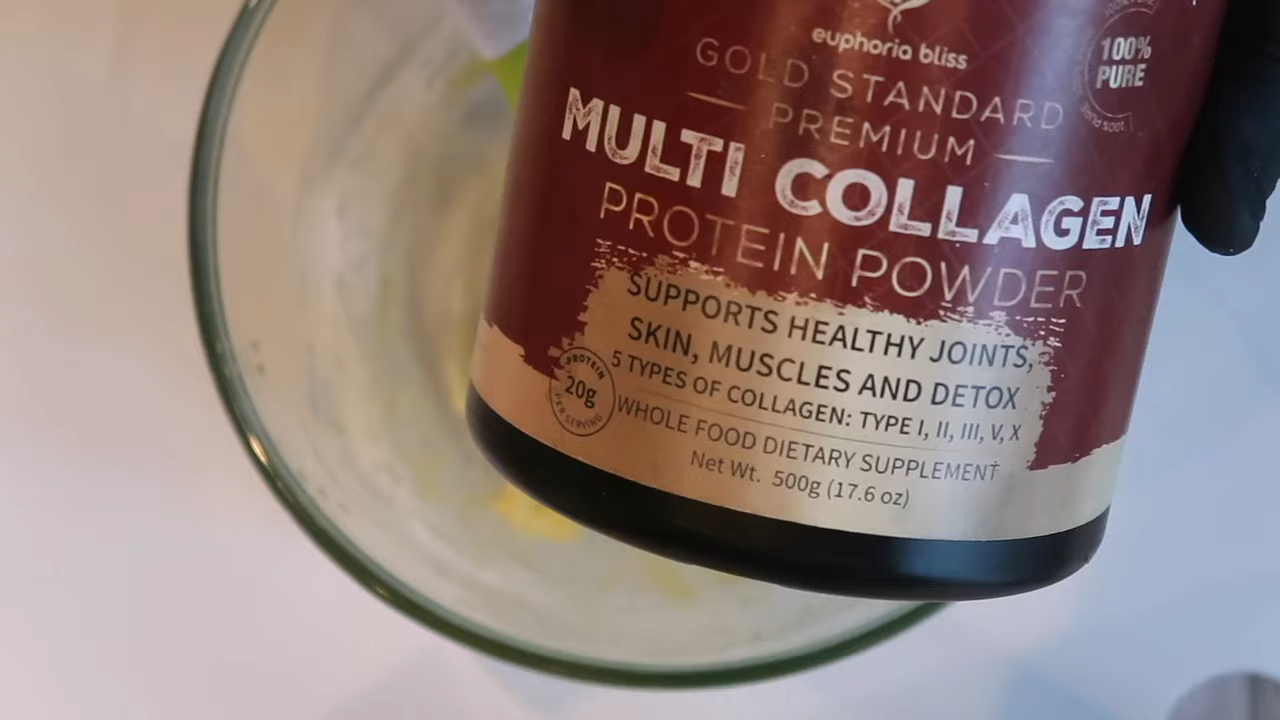 euphoria bliss
GOLD STANDARD
PREMIUM
MULTI COLLAGEN
PROTEIN POWDER
SUPPORTS HEALTHY JOINTS,
SKIN, MUSCLES AND DETOX
5 TYPES OF COLLAGEN: TYPE I, II, III, V, X
WHOLE FOOD DIETARY SUPPLEMENT
Net Wt. 500g (17.6 oz)
PROTEIN
20g
PER SERVING
100%
PURE